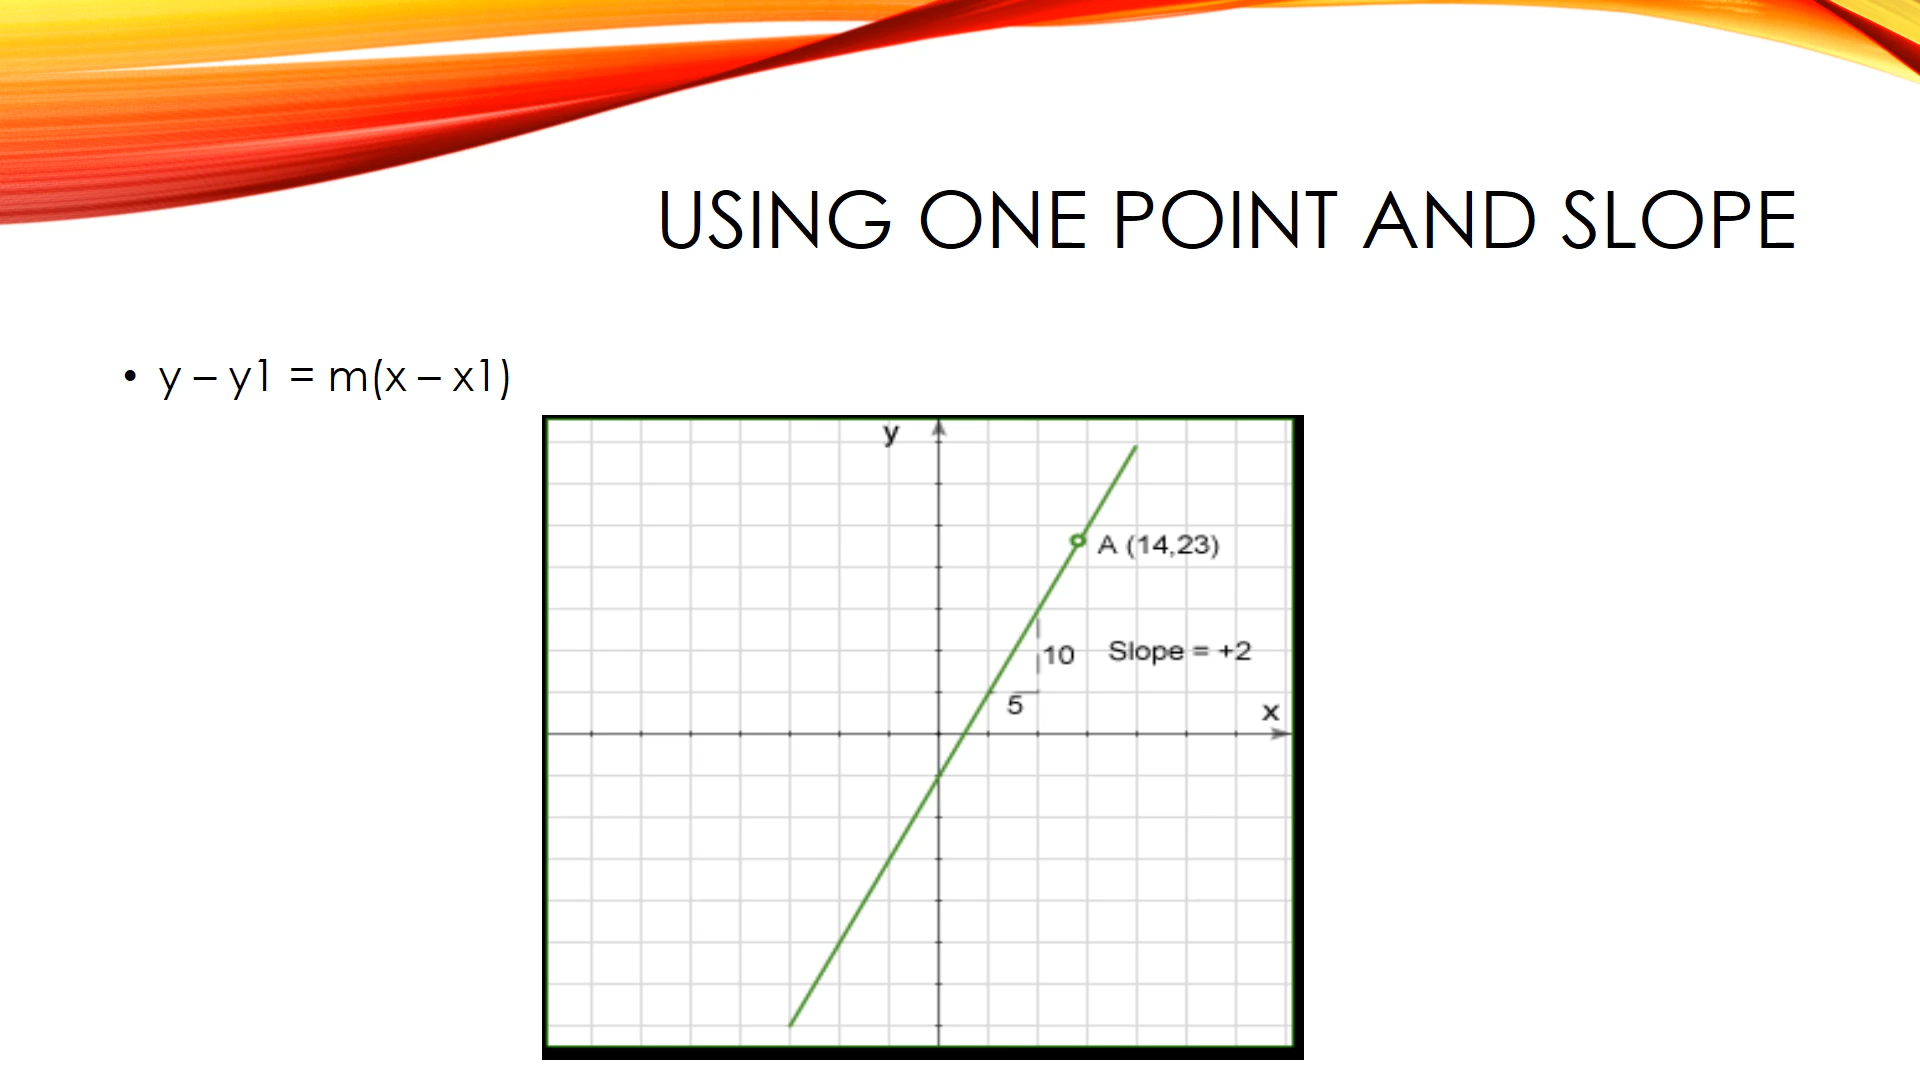 USING ONE POINT AND SLOPE
• y – y1 = m(x – x1)
y
A (14,23)
10
Slope = +2
5
x